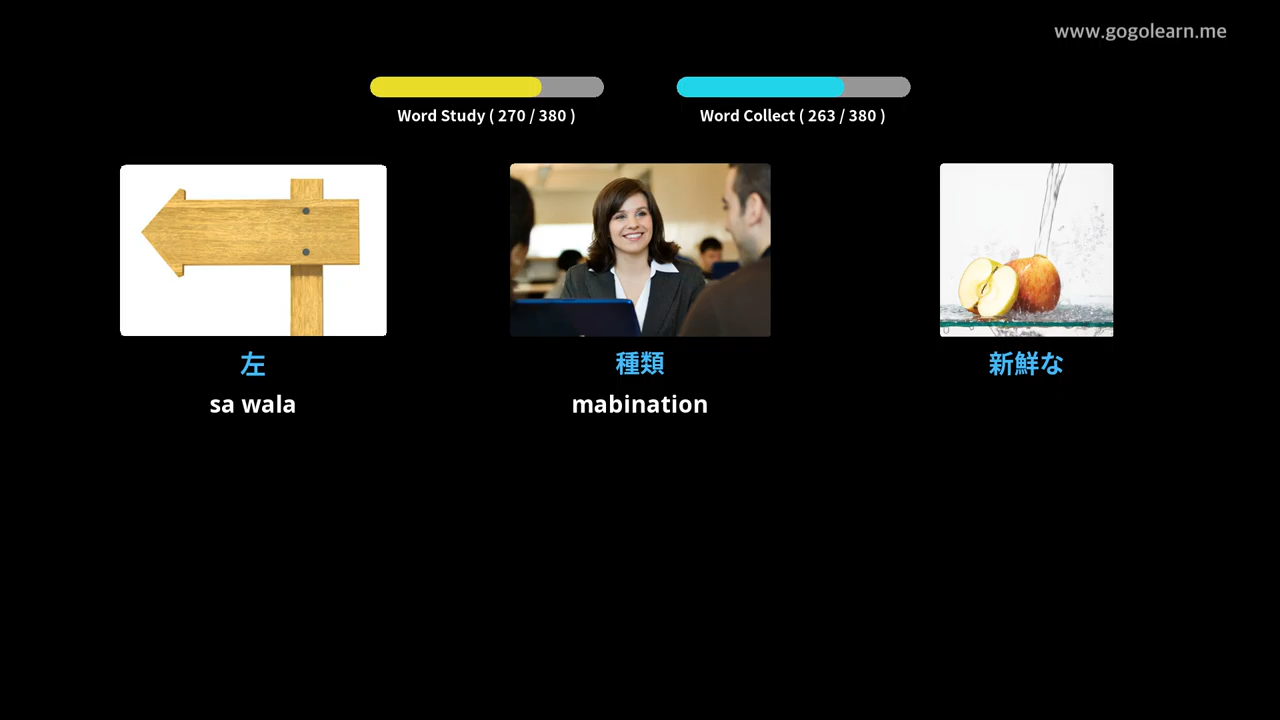 www.gogolearn.me
Word Study ( 270 / 380 )
Word Collect ( 263 / 380 )
左
種類
新鮮な
sa wala
mabination